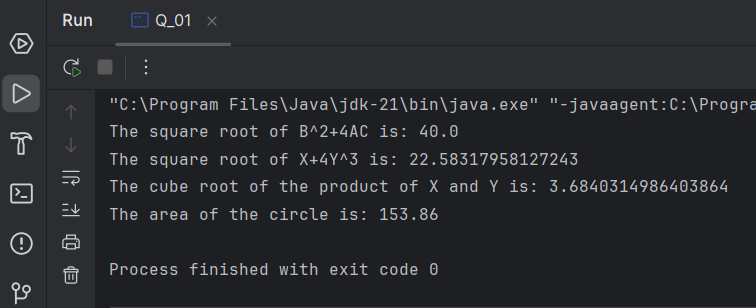 Run
Q_01
"C:\Program Files\Java\jdk-21\bin\java.exe" "-javaagent:C:\Progra
The square root of B^2+4AC is: 40.0
The square root of X+4Y^3 is: 22.58317958127243
The cube root of the product of X and Y is: 3.6840314986403864
The area of the circle is: 153.86
Process finished with exit code 0